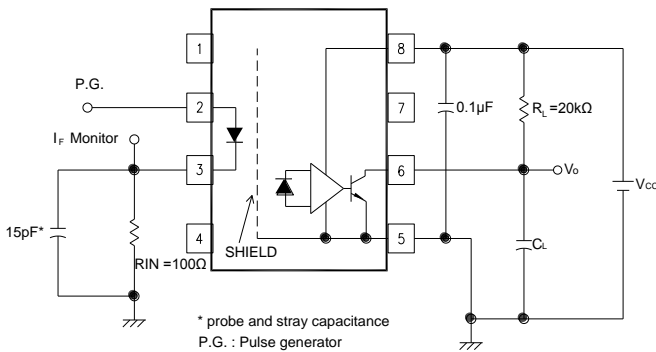 1
8
P.G.
2
7
0.1µF
RL =20kΩ
IF Monitor
3
6
Vo
VCC
15pF*
4
5
SHIELD
CL
RIN =100Ω
* probe and stray capacitance
P.G. : Pulse generator